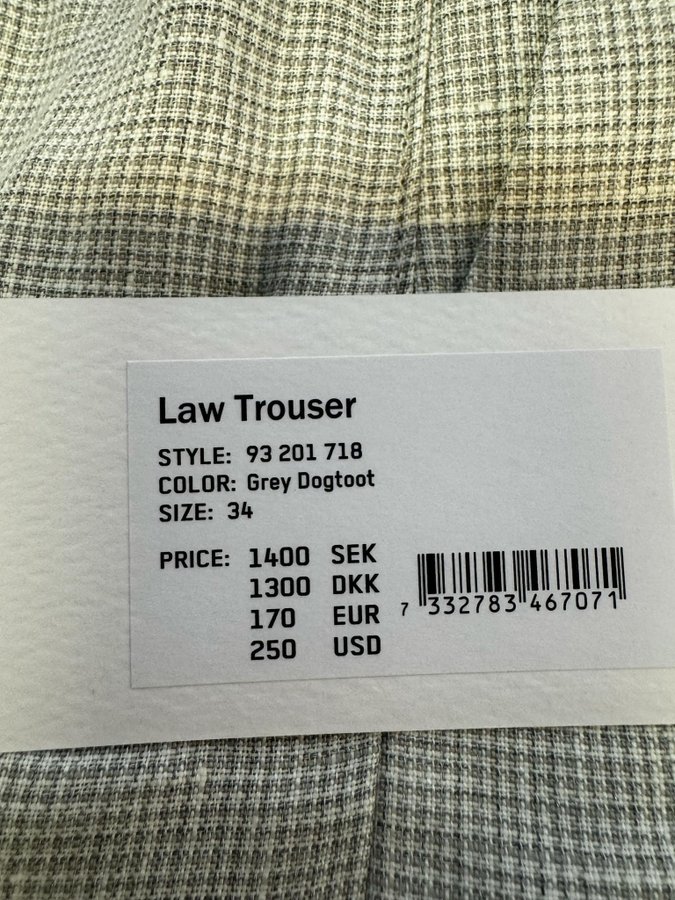 Law Trouser
STYLE: 93 201 718
COLOR: Grey Dogtoot
SIZE: 34
PRICE: 1400 SEK
1300 DKK
170 EUR
250 USD
7 332783 467071